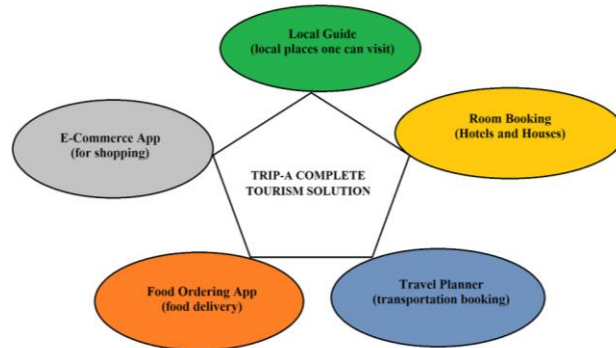 Local Guide
(local places one can visit)
E-Commerce App
(for shopping)
Room Booking
(Hotels and Houses)
TRIP-A COMPLETE
TOURISM SOLUTION
Food Ordering App
(food delivery)
Travel Planner
(transportation booking)